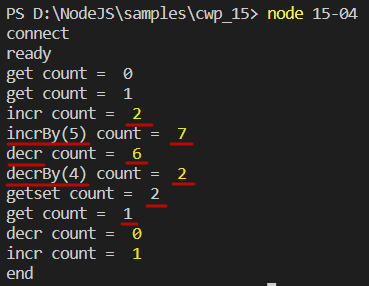 PS D:\NodeJS\samples\cwp_15> node 15-04
connect
ready
get count =  0
get count =  1
incr count =  2
incrBy(5) count =  7
decr count =  6
decrBy(4) count =  2
getset count =  2
get count =  1
decr count =  0
incr count =  1
end